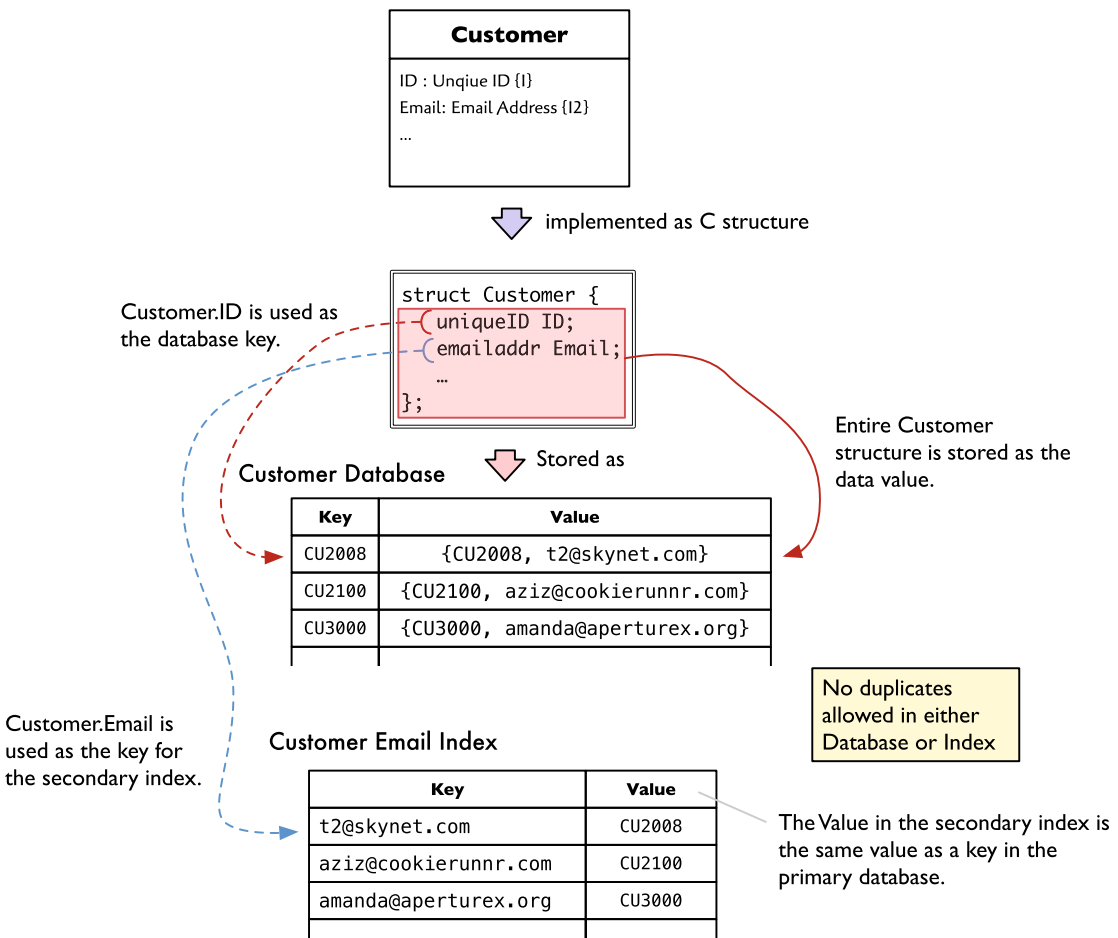 Customer
ID : Unqiue ID {I}
Email: Email Address {I2}
...
implemented as C structure
Customer.ID is used as
the database key.
struct Customer {
uniqueID ID;
emailaddr Email;
…
};
Entire Customer
structure is stored as the
data value.
Stored as
Customer Database
Key Value
CU2008 {CU2008, t2@skynet.com}
CU2100 {CU2100, aziz@cookierunnr.com}
CU3000 {CU3000, amanda@aperturex.org}
No duplicates
allowed in either
Database or Index
Customer.Email is
used as the key for
the secondary index.
Customer Email Index
Key Value
t2@skynet.com CU2008
aziz@cookierunnr.com CU2100
amanda@aperturex.org CU3000
The Value in the secondary index is
the same value as a key in the
primary database.